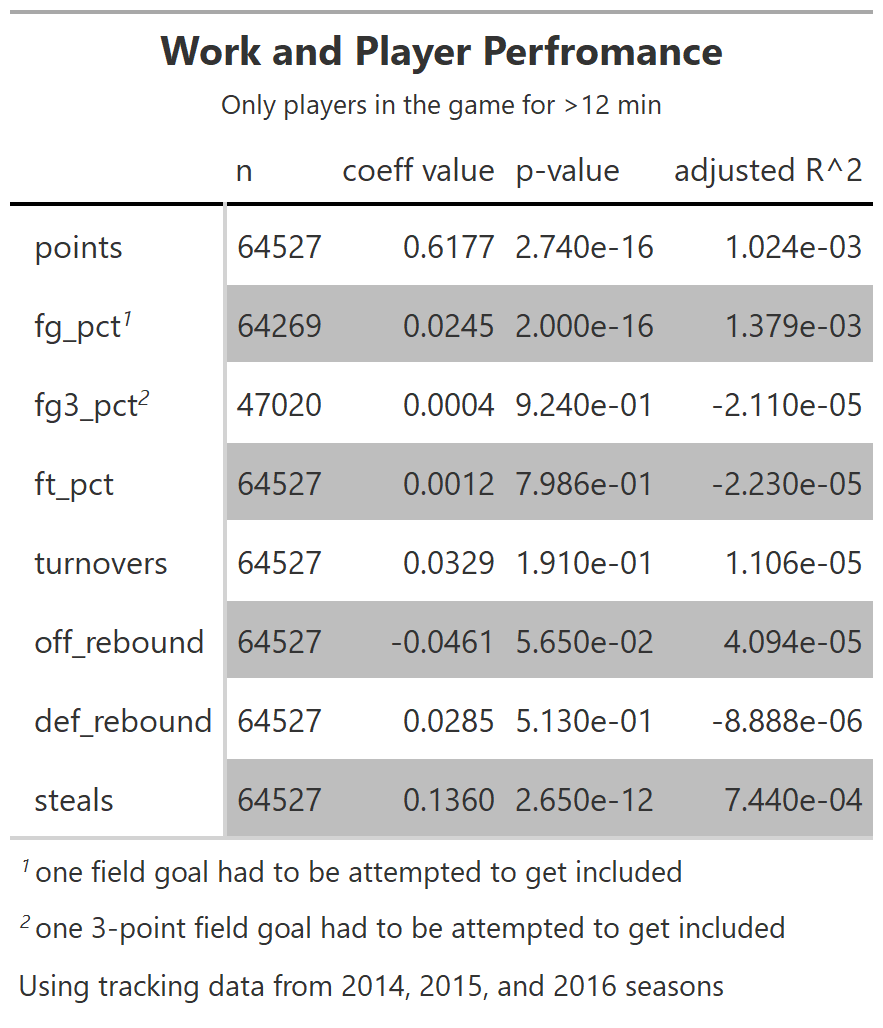 Work and Player Perfromance
Only players in the game for >12 min
n coeff value p-value adjusted R^2
points 64527 0.6177 2.740e-16 1.024e-03
fg_pct1 64269 0.0245 2.000e-16 1.379e-03
fg3_pct2 47020 0.0004 9.240e-01 -2.110e-05
ft_pct 64527 0.0012 7.986e-01 -2.230e-05
turnovers 64527 0.0329 1.910e-01 1.106e-05
off_rebound 64527 -0.0461 5.650e-02 4.094e-05
def_rebound 64527 0.0285 5.130e-01 -8.888e-06
steals 64527 0.1360 2.650e-12 7.440e-04
1 one field goal had to be attempted to get included
2 one 3-point field goal had to be attempted to get included
Using tracking data from 2014, 2015, and 2016 seasons